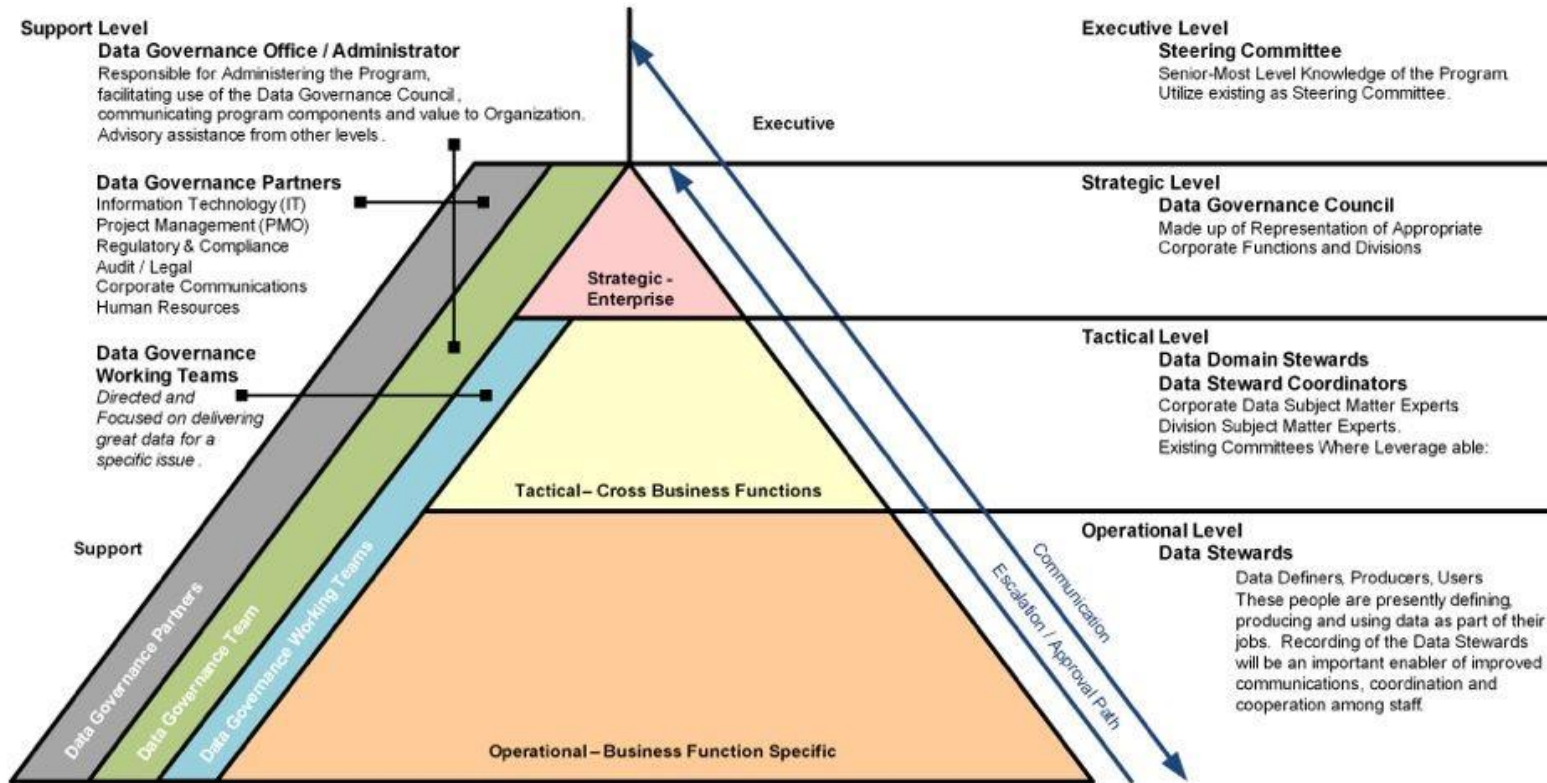 Support Level
Data Governance Office / Administrator
Responsible for Administering the Program,
facilitating use of the Data Governance Council,
communicating program components and value to Organization.
Advisory assistance from other levels.
Data Governance Partners
Information Technology (IT)
Project Management (PMO)
Regulatory & Compliance
Audit / Legal
Corporate Communications
Human Resources
Data Governance
Working Teams
Directed and
Focused on delivering
great data for a
specific issue.
Support
Data Governance Partners
Data Governance Team
Data Governance Working Teams
Executive
Strategic -
Enterprise
Tactical – Cross Business Functions
Operational – Business Function Specific
Communication
Escalation / Approval Path
Executive Level
Steering Committee
Senior-Most Level Knowledge of the Program.
Utilize existing as Steering Committee.
Strategic Level
Data Governance Council
Made up of Representation of Appropriate
Corporate Functions and Divisions
Tactical Level
Data Domain Stewards
Data Steward Coordinators
Corporate Data Subject Matter Experts
Division Subject Matter Experts.
Existing Committees Where Leverage able:
Operational Level
Data Stewards
Data Definers, Producers, Users
These people are presently defining,
producing and using data as part of their
jobs. Recording of the Data Stewards
will be an important enabler of improved
communications, coordination and
cooperation among staff.